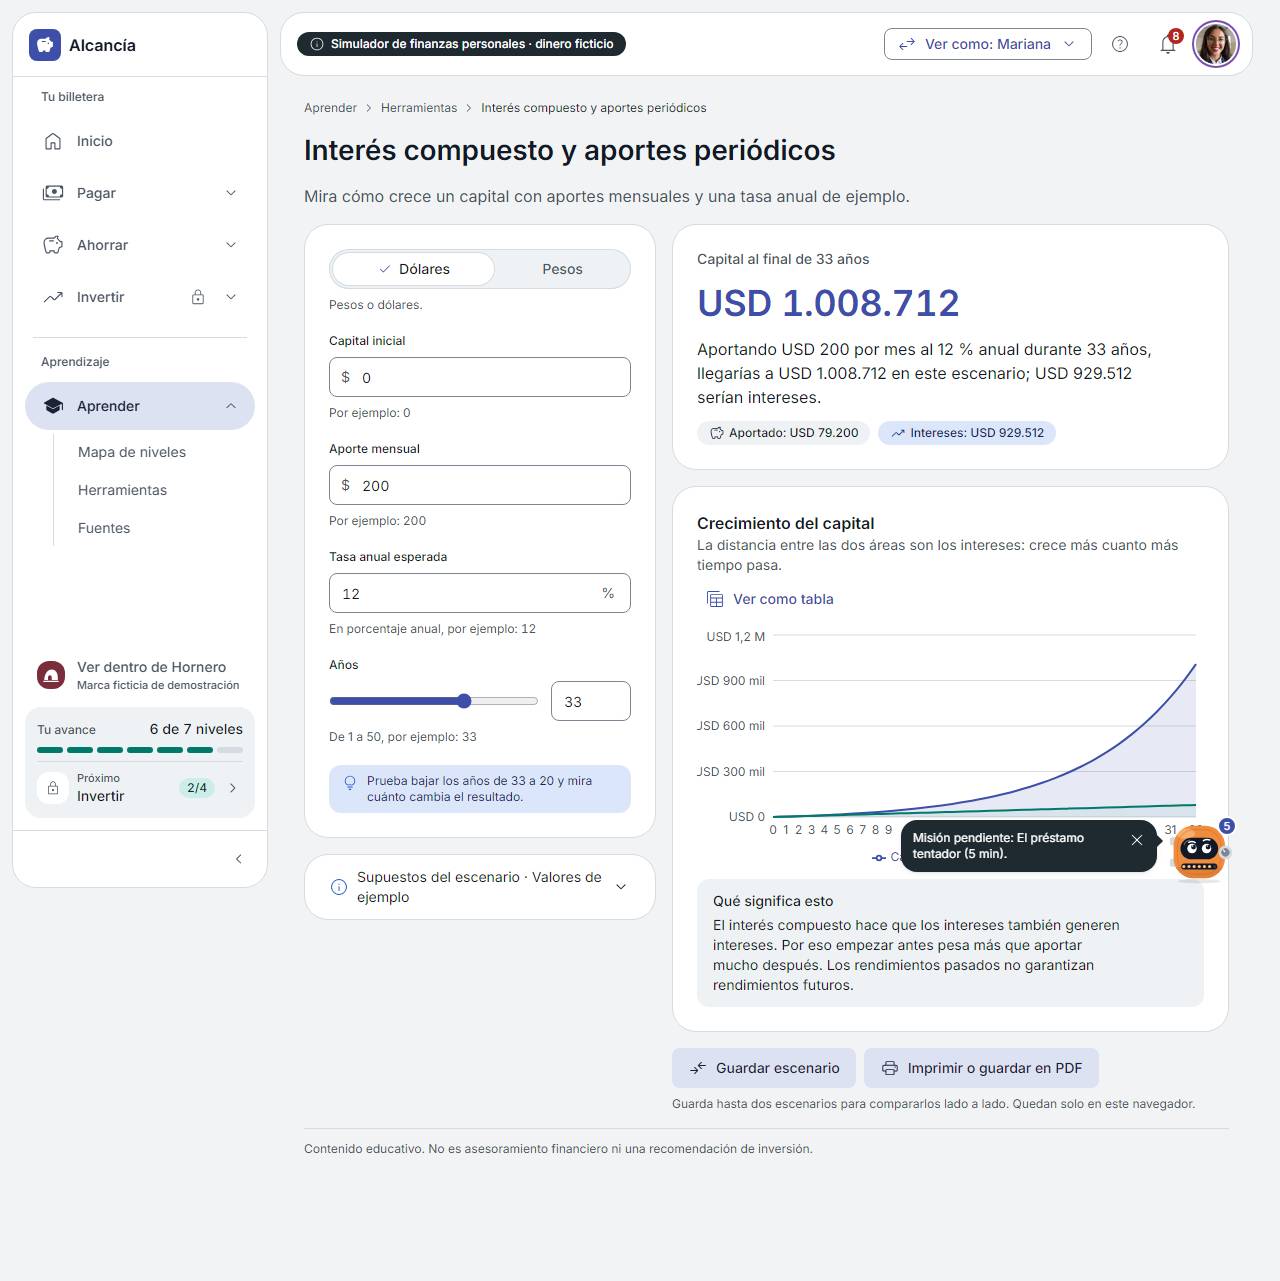 Alcancía
Tu billetera
Inicio
Pagar
Ahorrar
Invertir
Aprendizaje
Aprender
Mapa de niveles
Herramientas
Fuentes
Ver dentro de Hornero
Marca ficticia de demostración
Tu avance 6 de 7 niveles
Próximo
Invertir
2/4
Simulador de finanzas personales · dinero ficticio
Ver como: Mariana
8
Aprender > Herramientas > Interés compuesto y aportes periódicos
Interés compuesto y aportes periódicos
Mira cómo crece un capital con aportes mensuales y una tasa anual de ejemplo.
Dólares
Pesos
Pesos o dólares.
Capital inicial
$ 0
Por ejemplo: 0
Aporte mensual
$ 200
Por ejemplo: 200
Tasa anual esperada
12 %
En porcentaje anual, por ejemplo: 12
Años
33
De 1 a 50, por ejemplo: 33
Prueba bajar los años de 33 a 20 y mira
cuánto cambia el resultado.
Supuestos del escenario · Valores de
ejemplo
Capital al final de 33 años
USD 1.008.712
Aportando USD 200 por mes al 12 % anual durante 33 años,
llegarías a USD 1.008.712 en este escenario; USD 929.512
serían intereses.
Aportado: USD 79.200
Intereses: USD 929.512
Crecimiento del capital
La distancia entre las dos áreas son los intereses: crece más cuanto más
tiempo pasa.
Ver como tabla
USD 1,2 M
USD 900 mil
USD 600 mil
USD 300 mil
USD 0
0 1 2 3 4 5 6 7 8 9 31
Misión pendiente: El préstamo
tentador (5 min).
5
Qué significa esto
El interés compuesto hace que los intereses también generen
intereses. Por eso empezar antes pesa más que aportar
mucho después. Los rendimientos pasados no garantizan
rendimientos futuros.
Guardar escenario
Imprimir o guardar en PDF
Guarda hasta dos escenarios para compararlos lado a lado. Quedan solo en este navegador.
Contenido educativo. No es asesoramiento financiero ni una recomendación de inversión.